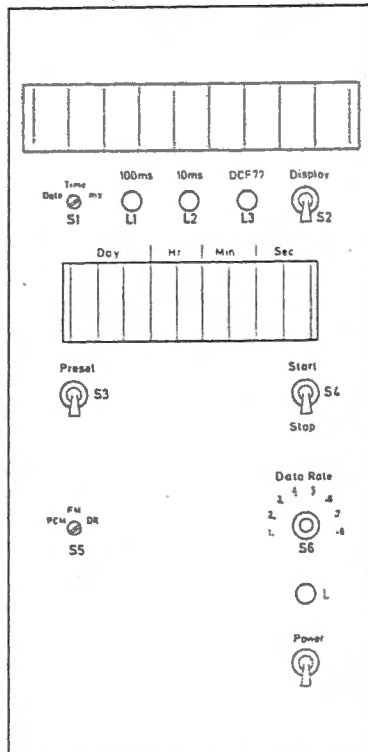 100ms 10ms DCF77 Display
Time
Date ms
S1 L1 L2 L3 S2
Day Hr Min Sec
Preset Start
S3 S4
Stop
Data Rate
FM
PCM DR
S5 S6
L
Power